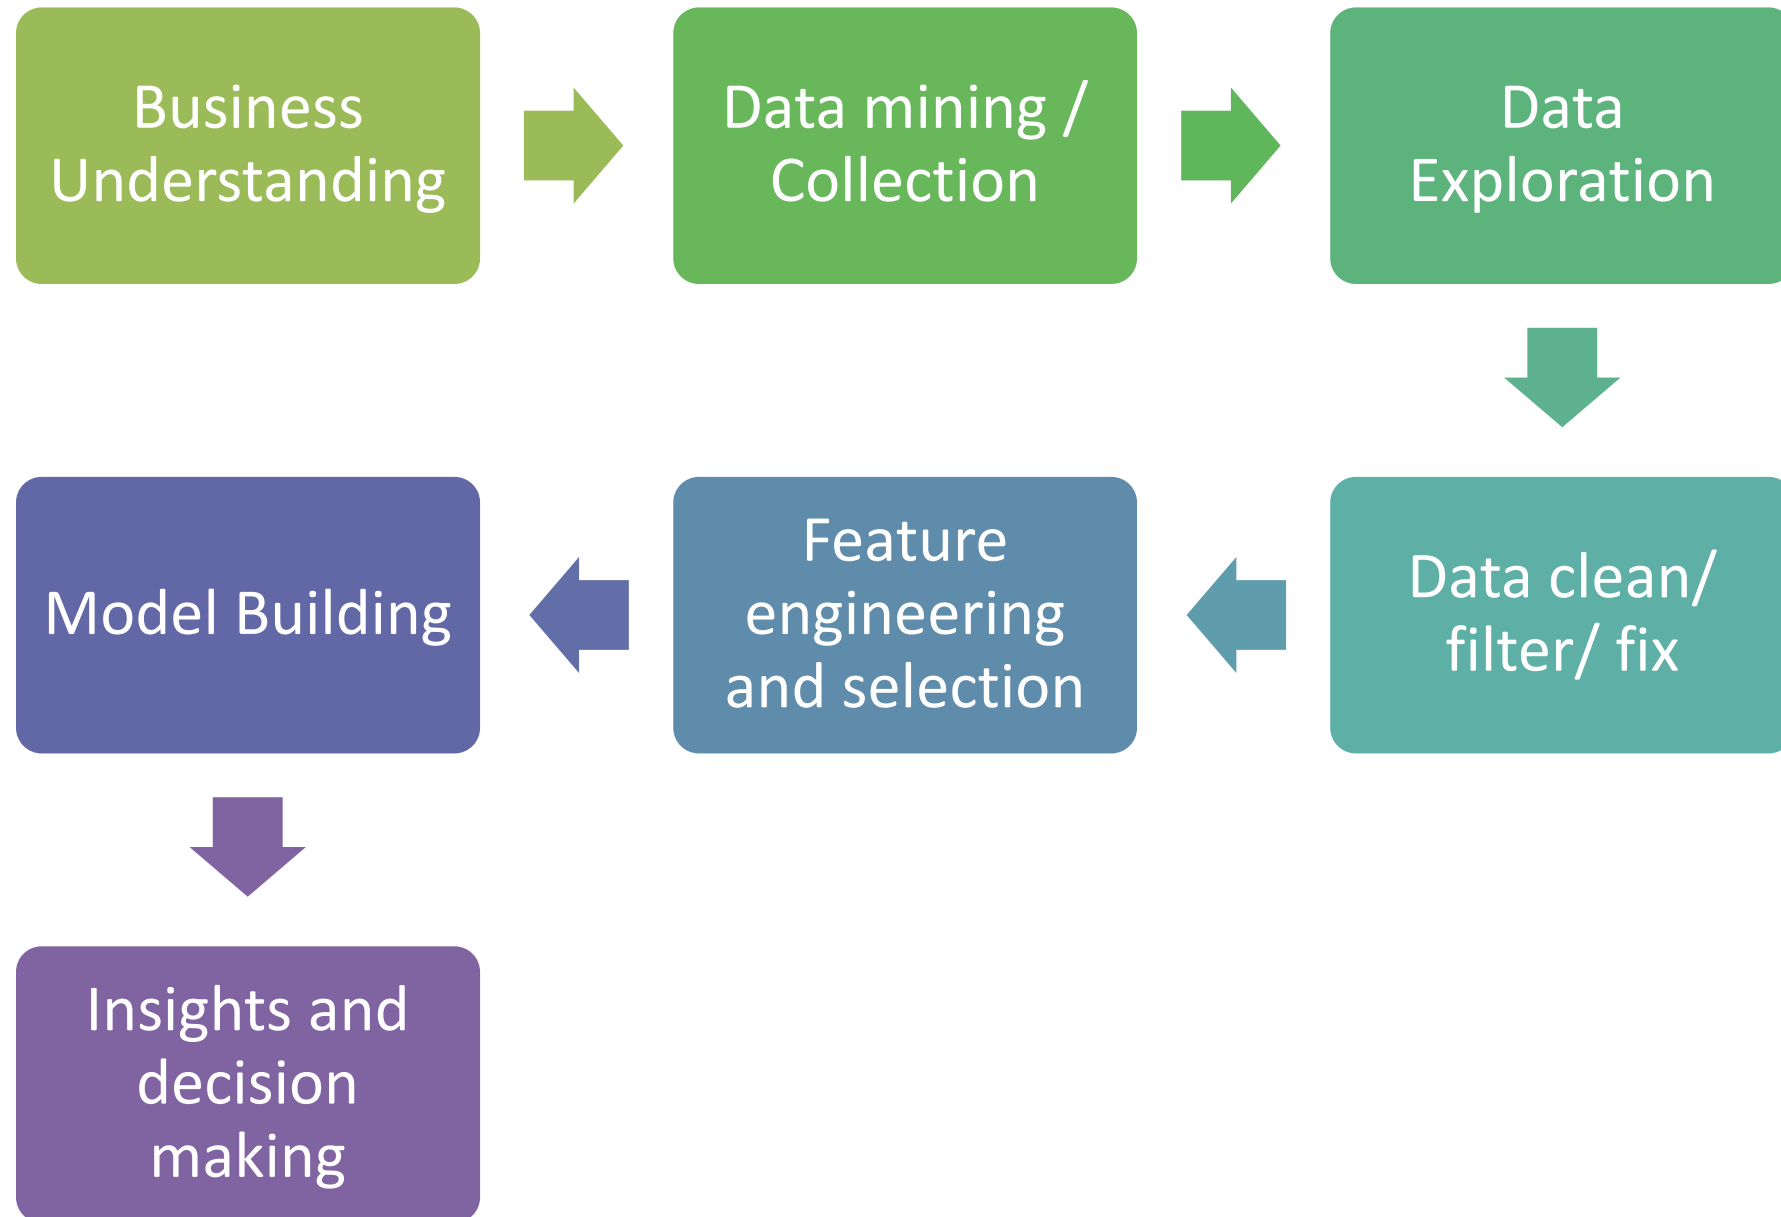 Business
Understanding
Data mining /
Collection
Data
Exploration
Data clean/
filter/ fix
Feature
engineering
and selection
Model Building
Insights and
decision
making